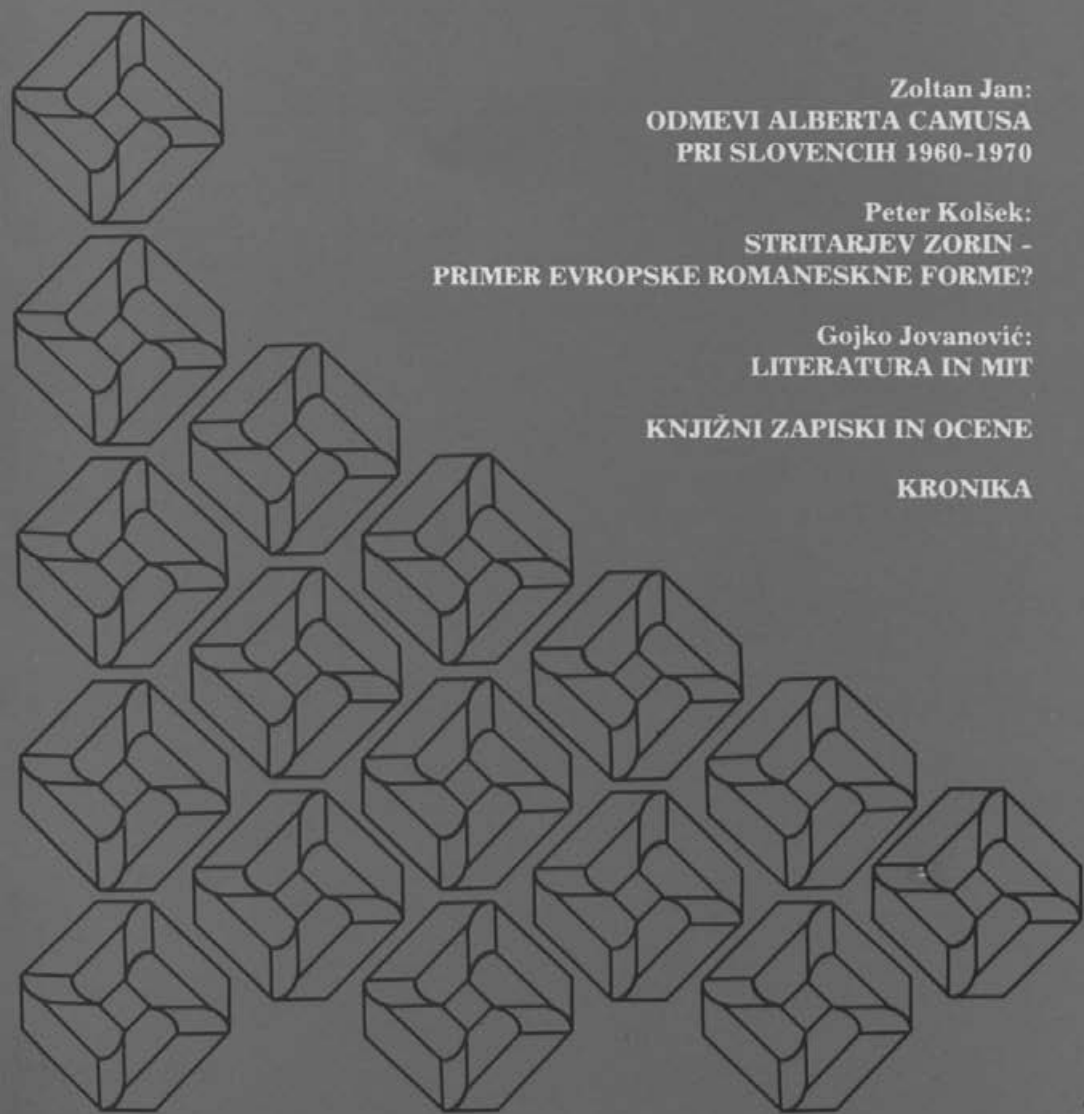 Zoltan Jan:
ODMEVI ALBERTA CAMUSA
PRI SLOVENCIH 1960-1970
Peter Kolšek:
STRITARJEV ZORIN -
PRIMER EVROPSKE ROMANESKNE FORME?
Gojko Jovanović:
LITERATURA IN MIT
KNJIŽNI ZAPISKI IN OCENE
KRONIKA